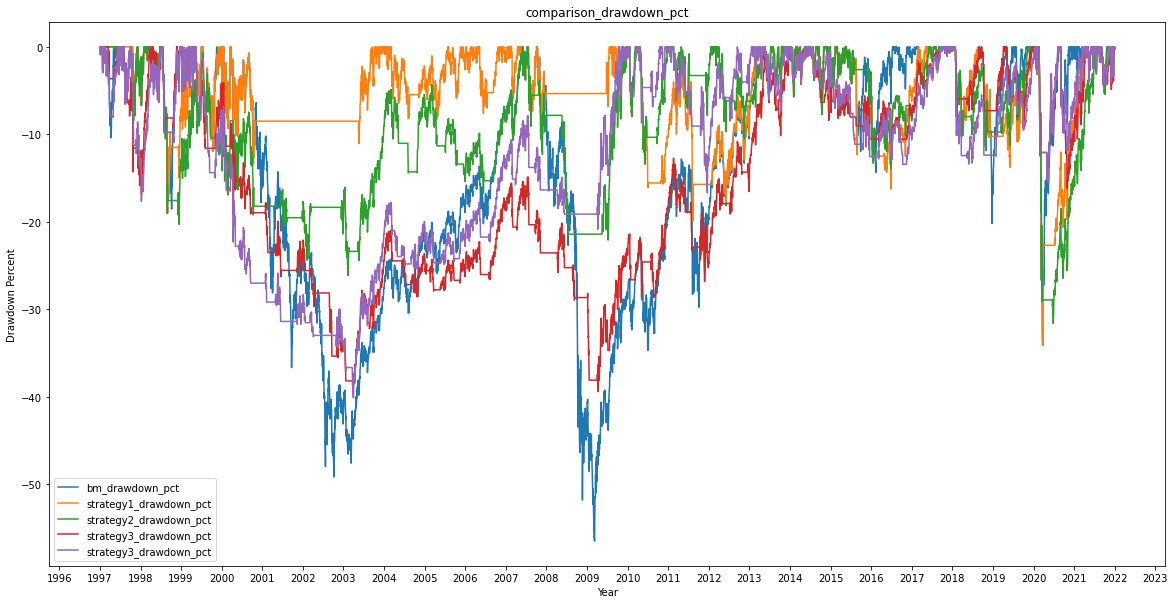 comparison_drawdown_pct
0
−10
−20
−30
−40
−50
Drawdown Percent
bm_drawdown_pct
strategy1_drawdown_pct
strategy2_drawdown_pct
strategy3_drawdown_pct
strategy3_drawdown_pct
1996 1997 1998 1999 2000 2001 2002 2003 2004 2005 2006 2007 2008 2009 2010 2011 2012 2013 2014 2015 2016 2017 2018 2019 2020 2021 2022 2023
Year